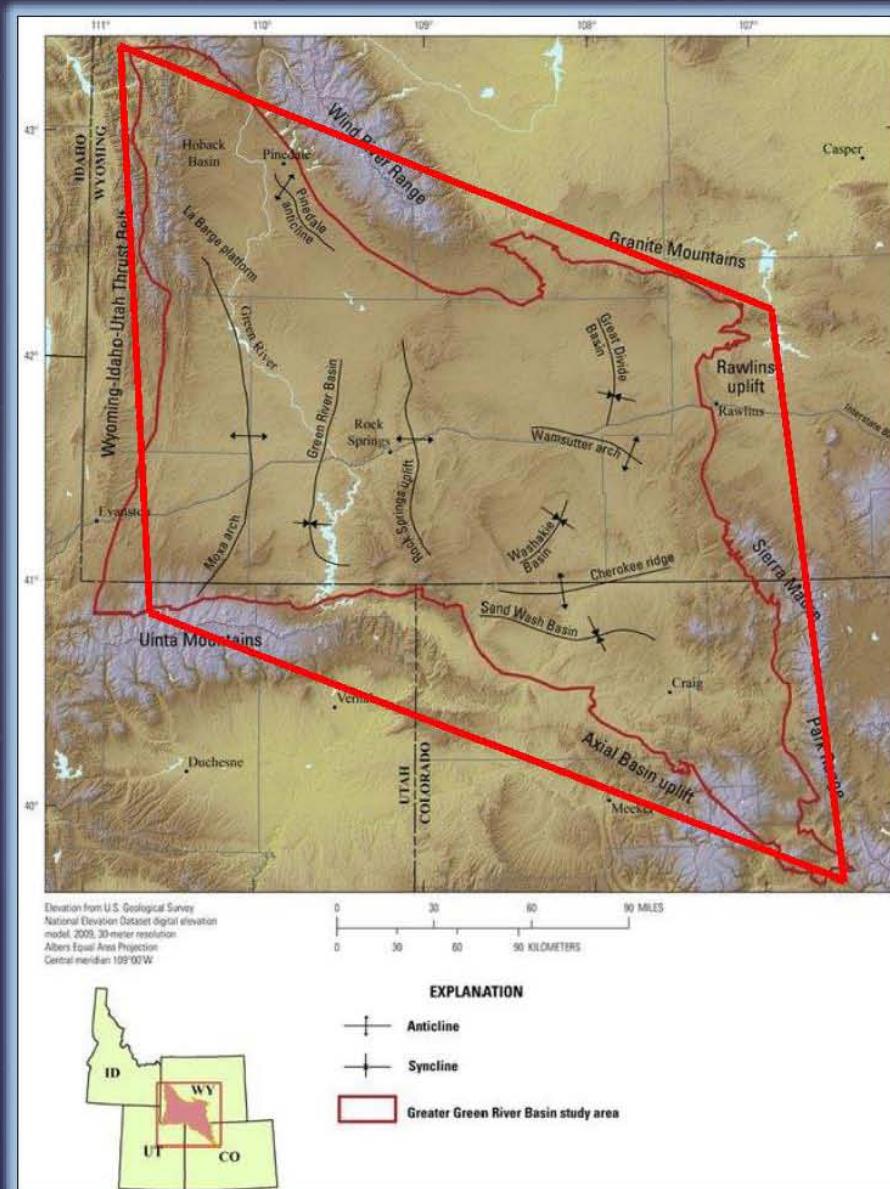 111°
110°
109°
108°
107°
43°
42°
41°
40°
IDAHO
WYOMING
Hoback
Basin
Pinedale
Wind River Range
Casper
Pinedale
anticline
La Barge platform
Granite Mountains
Wyoming-Idaho-Utah Thrust Belt
Green River
Great Divide
Basin
Rawlins
uplift
Rawlins
Green River Basin
Rock
Springs
Interstate 80
Wamsutter arch
Rock Springs uplift
Evanston
Moxa arch
Washakie
Basin
Sierra Madre
Cherokee ridge
Sand Wash Basin
Uinta Mountains
Craig
Vernal
Park Range
Duchesne
UTAH
COLORADO
Axial Basin uplift
Meeker
Elevation from U.S. Geological Survey
National Elevation Dataset digital elevation
model, 2009, 30-meter resolution
Albers Equal Area Projection
Central meridian 109°00'W
0 30 60 90 MILES
0 30 60 90 KILOMETERS
EXPLANATION
Anticline
Syncline
Greater Green River Basin study area
ID
WY
UT
CO